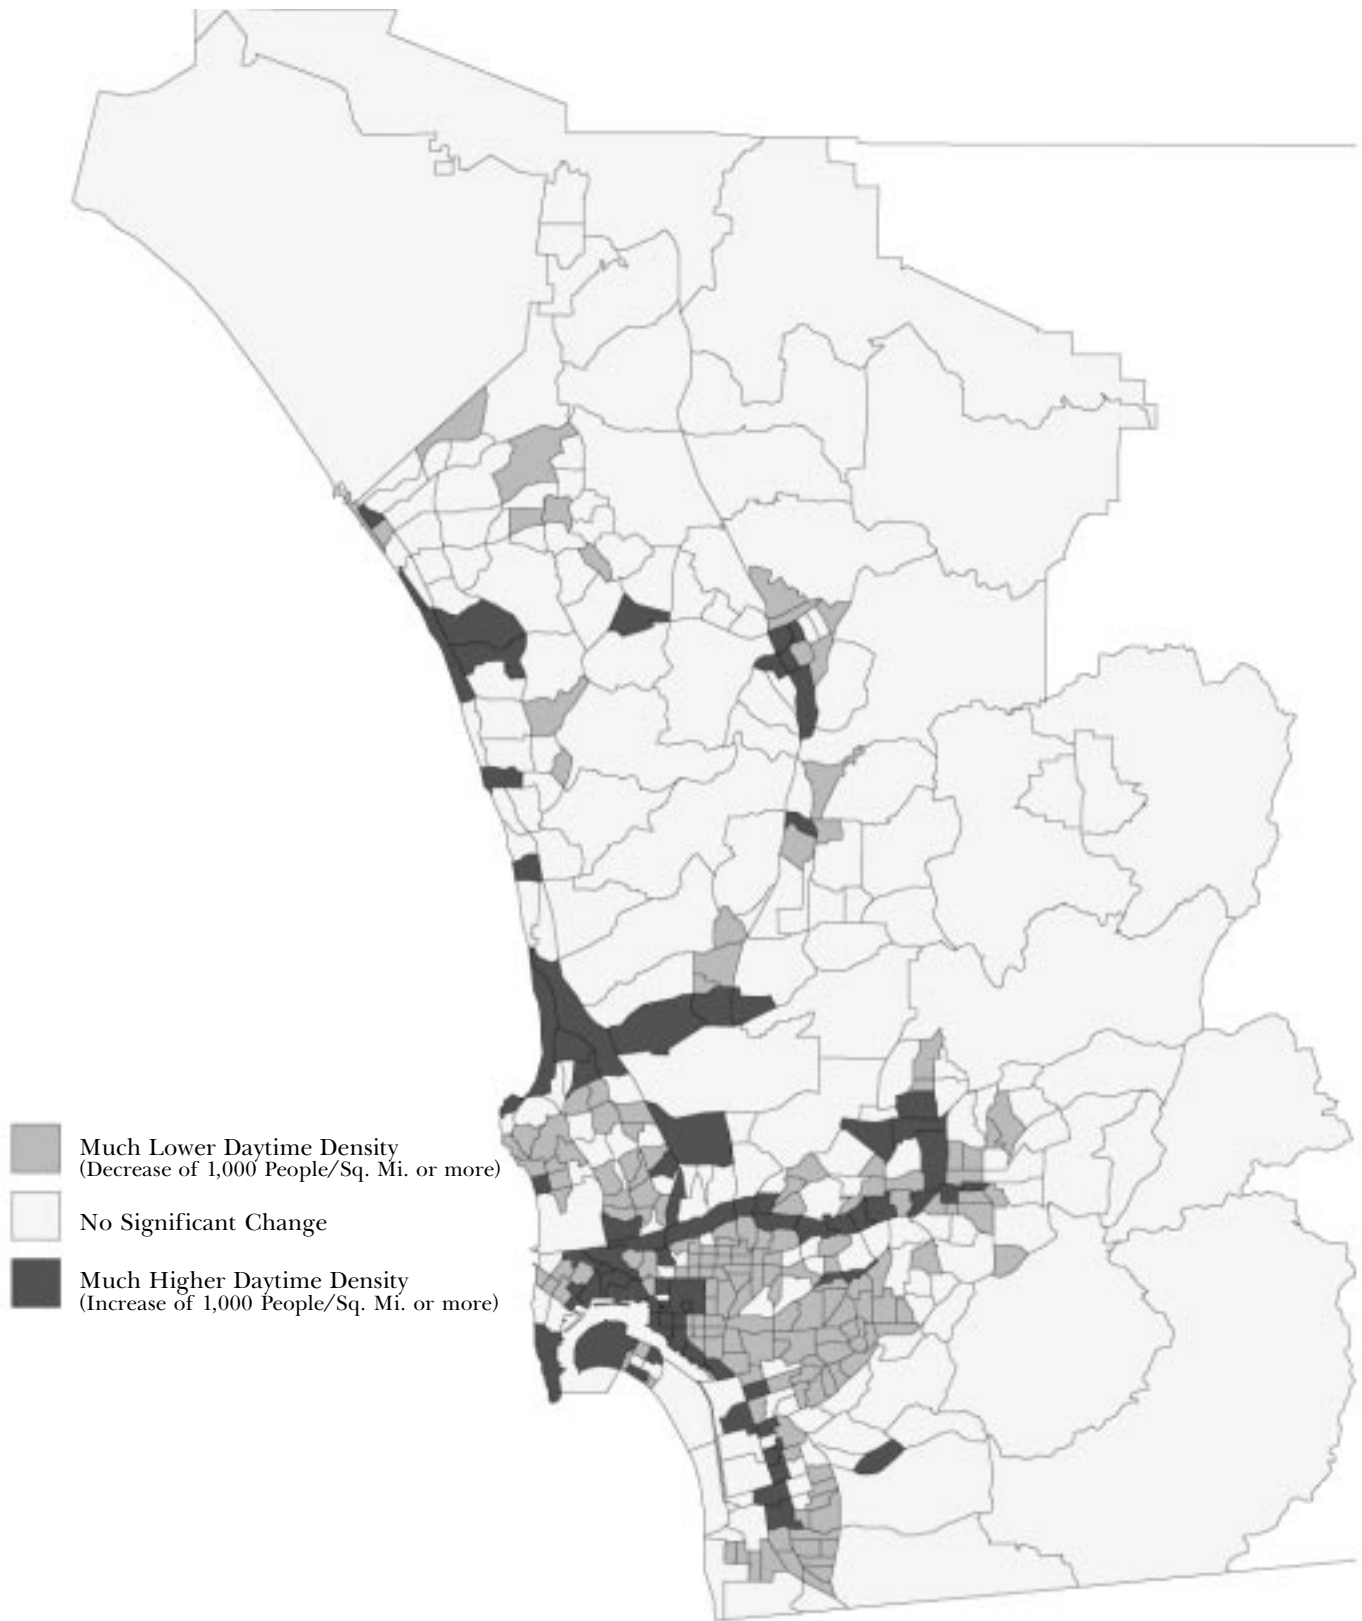 Much Lower Daytime Density
(Decrease of 1,000 People/Sq. Mi. or more)
No Significant Change
Much Higher Daytime Density
(Increase of 1,000 People/Sq. Mi. or more)